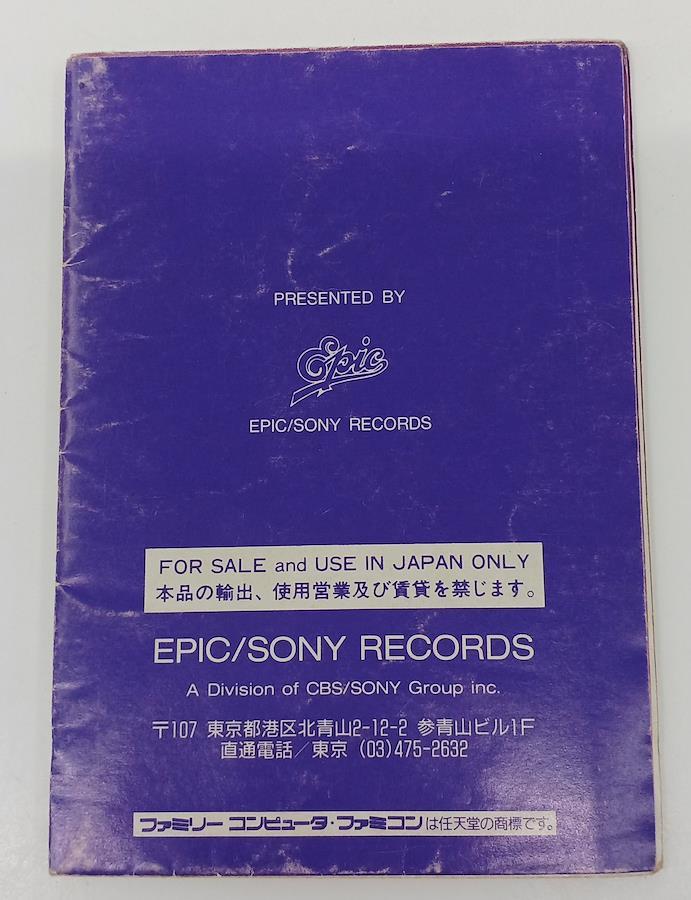 PRESENTED BY
Epic
EPIC/SONY RECORDS
FOR SALE and USE IN JAPAN ONLY
本品の輸出、使用営業及び賃貸を禁じます。
EPIC/SONY RECORDS
A Division of CBS/SONY Group inc.
〒107 東京都港区北青山2-12-2 参青山ビル1F
直通電話／東京 (03)475-2632
ファミリーコンピュータ・ファミコンは任天堂の商標です。